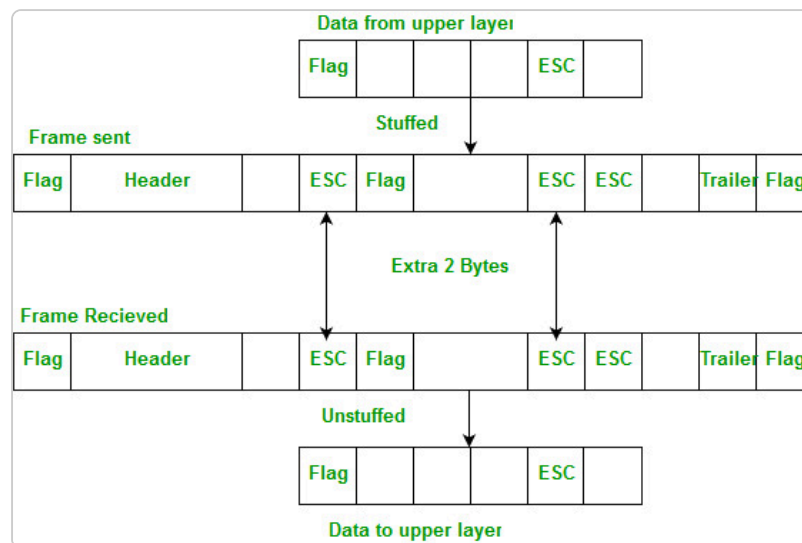 Data from upper layer
Flag ESC
Stuffed
Frame sent
Flag Header ESC Flag ESC ESC Trailer Flag
Extra 2 Bytes
Frame Recieved
Flag Header ESC Flag ESC ESC Trailer Flag
Unstuffed
Flag ESC
Data to upper layer